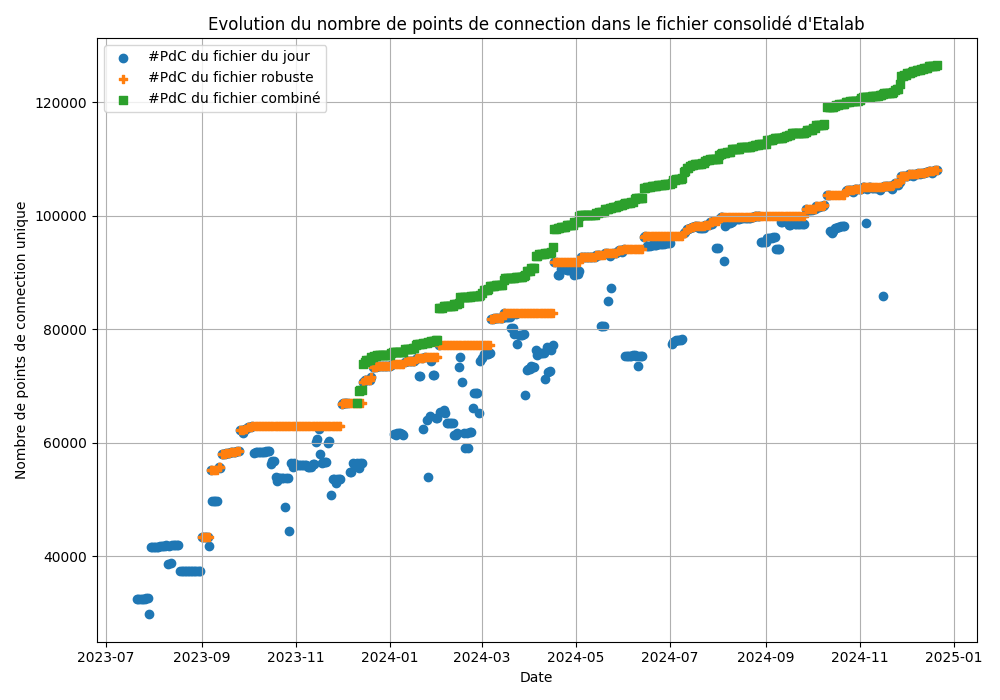 Evolution du nombre de points de connection dans le fichier consolidé d'Etalab
#PdC du fichier du jour
#PdC du fichier robuste
#PdC du fichier combiné
Nombre de points de connection unique
120000
100000
80000
60000
40000
2023-07
2023-09
2023-11
2024-01
2024-03
2024-05
2024-07
2024-09
2024-11
2025-01
Date